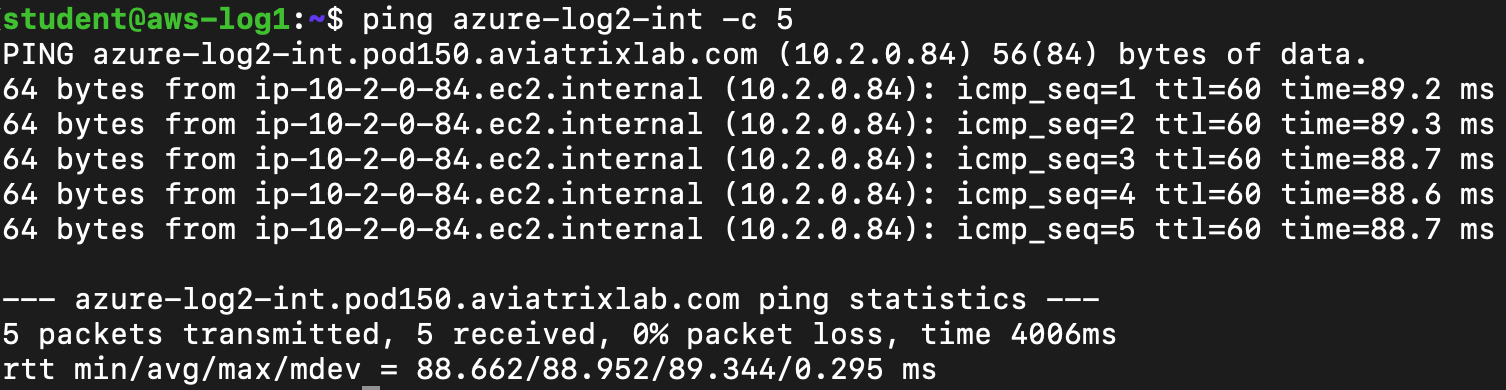 student@aws-log1:~$ ping azure-log2-int -c 5
PING azure-log2-int.pod150.aviatrixlab.com (10.2.0.84) 56(84) bytes of data.
64 bytes from ip-10-2-0-84.ec2.internal (10.2.0.84): icmp_seq=1 ttl=60 time=89.2 ms
64 bytes from ip-10-2-0-84.ec2.internal (10.2.0.84): icmp_seq=2 ttl=60 time=89.3 ms
64 bytes from ip-10-2-0-84.ec2.internal (10.2.0.84): icmp_seq=3 ttl=60 time=88.7 ms
64 bytes from ip-10-2-0-84.ec2.internal (10.2.0.84): icmp_seq=4 ttl=60 time=88.6 ms
64 bytes from ip-10-2-0-84.ec2.internal (10.2.0.84): icmp_seq=5 ttl=60 time=88.7 ms
--- azure-log2-int.pod150.aviatrixlab.com ping statistics ---
5 packets transmitted, 5 received, 0% packet loss, time 4006ms
rtt min/avg/max/mdev = 88.662/88.952/89.344/0.295 ms